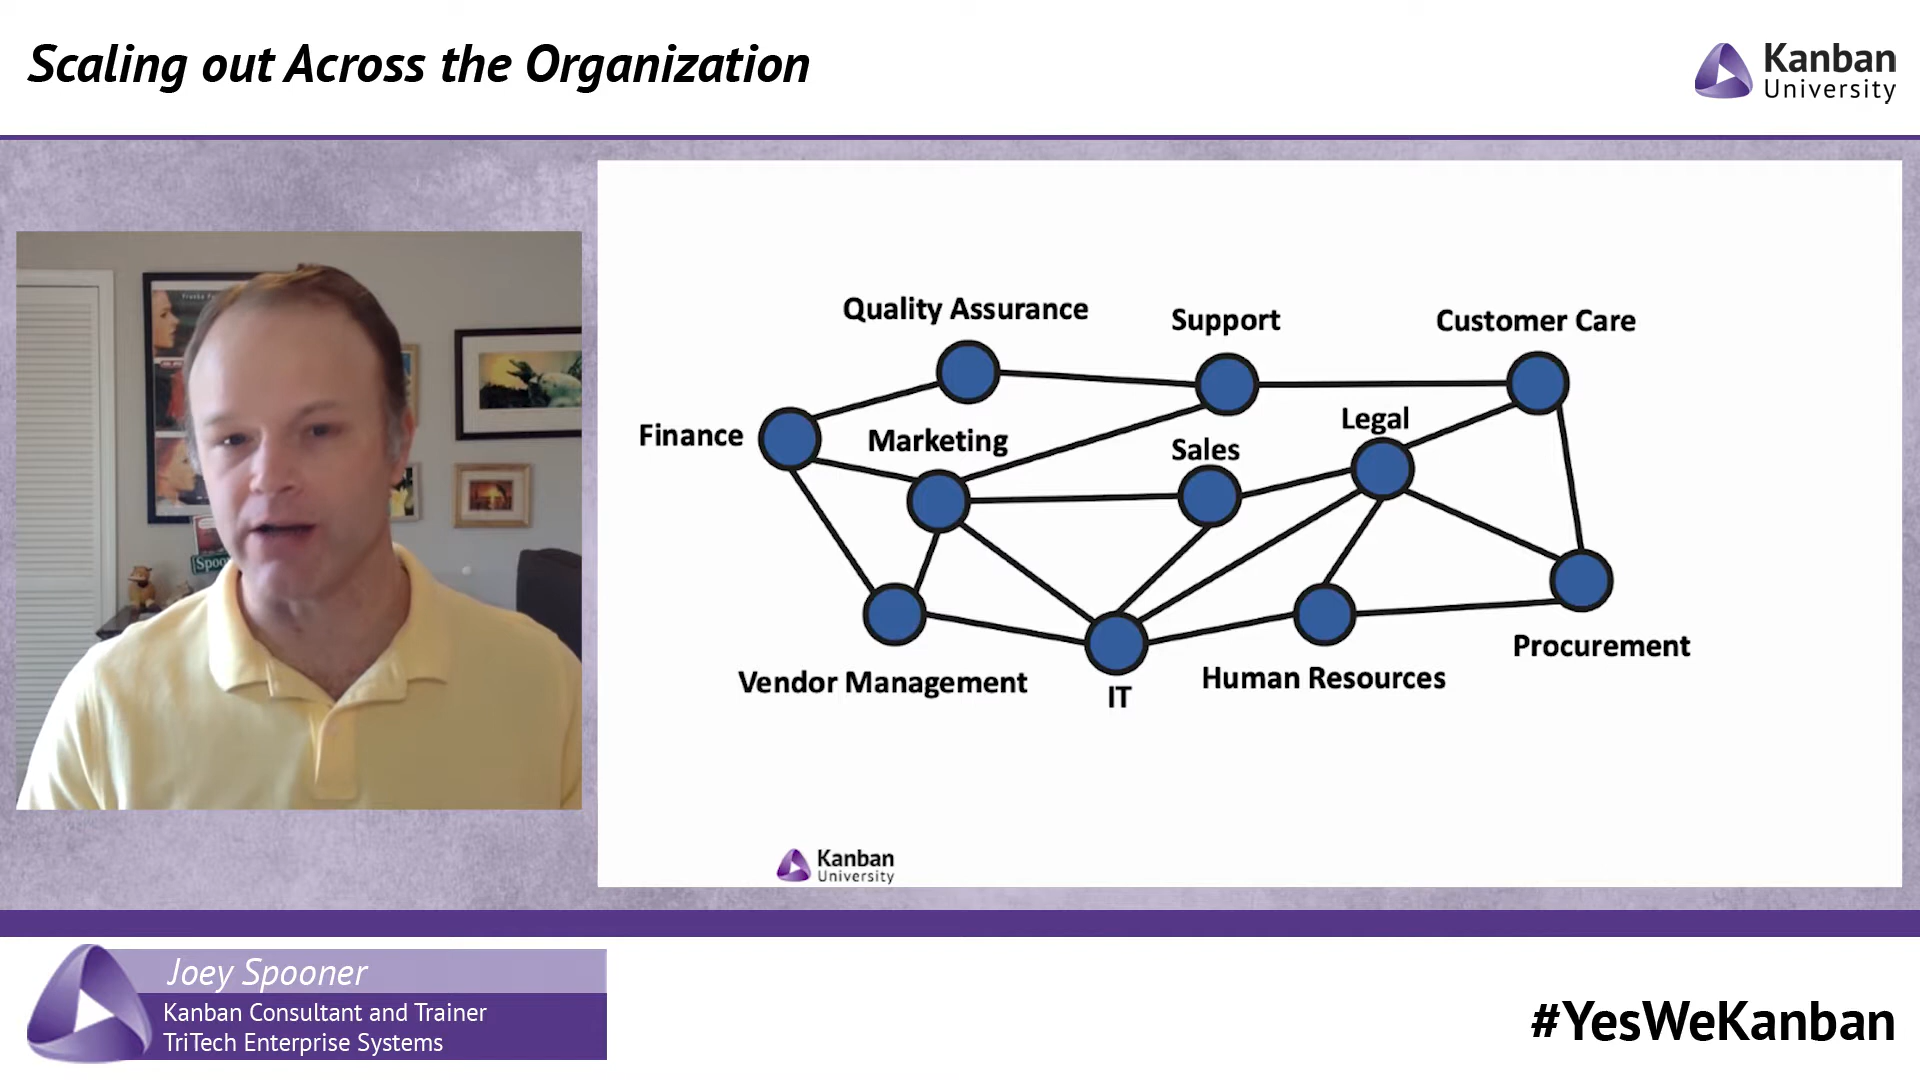 Scaling out Across the Organization
Kanban
University
Quality Assurance
Support
Customer Care
Finance
Marketing
Sales
Legal
Vendor Management
IT
Human Resources
Procurement
Kanban
University
Spoo
Joey Spooner
Kanban Consultant and Trainer
TriTech Enterprise Systems
#YesWeKanban